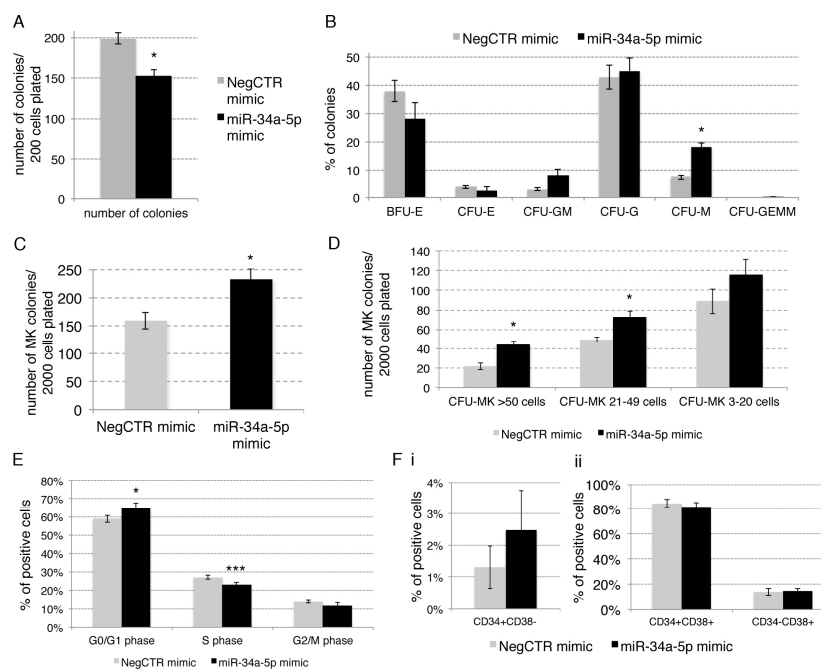 A
number of colonies/
200 cells plated
200
150
100
50
0
*
number of colonies
NegCTR
mimic
miR-34a-5p
mimic
B
NegCTR mimic
miR-34a-5p mimic
% of colonies
50
40
30
20
10
0
*
BFU-E
CFU-E
CFU-GM
CFU-G
CFU-M
CFU-GEMM
C
number of MK colonies/
2000 cells plated
250
200
150
100
50
0
*
NegCTR mimic
miR-34a-5p
mimic
D
number of MK colonies/
2000 cells plated
140
120
100
80
60
40
20
0
*
*
CFU-MK >50 cells
CFU-MK 21-49 cells
CFU-MK 3-20 cells
NegCTR mimic
miR-34a-5p mimic
E
% of positive cells
80%
70%
60%
50%
40%
30%
20%
10%
0%
*
***
G0/G1 phase
S phase
G2/M phase
NegCTR mimic
miR-34a-5p mimic
F i
% of positive cells
4%
3%
2%
1%
0%
CD34+CD38-
ii
% of positive cells
100%
80%
60%
40%
20%
0%
CD34+CD38+
CD34-CD38+
NegCTR mimic
miR-34a-5p mimic